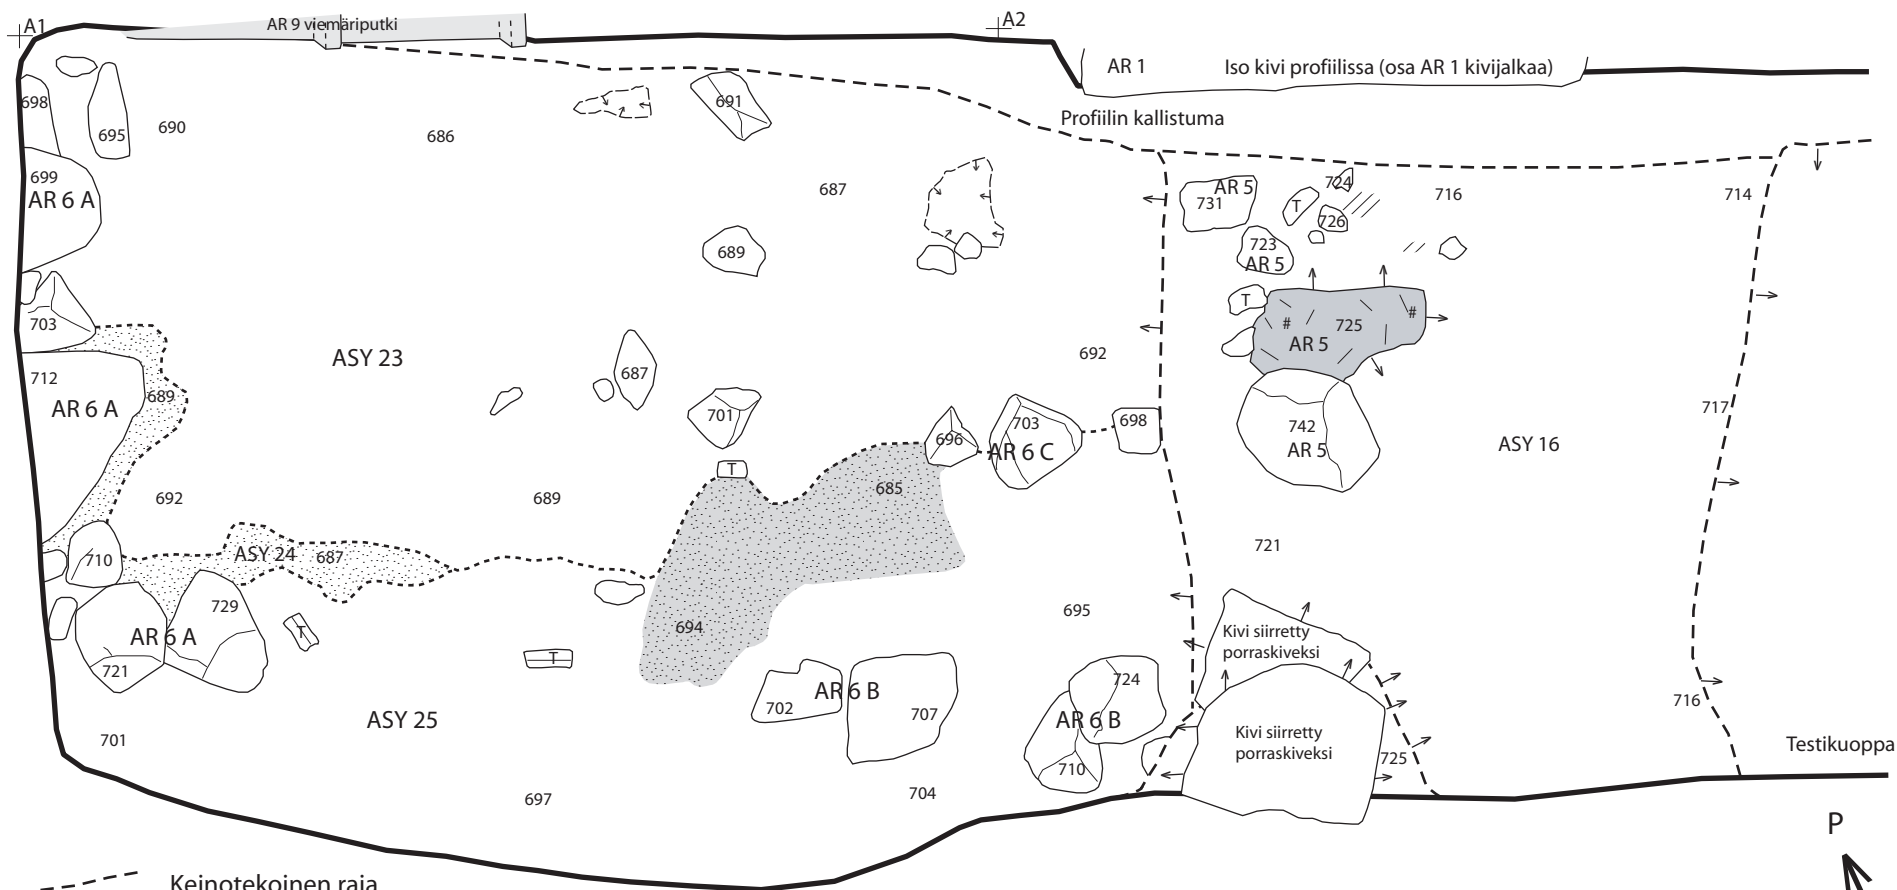 A1
AR 9 viemäriputki
A2
AR 1
Iso kivi profiilissa (osa AR 1 kivijalkaa)
Profiilin kallistuma
698
695
690
686
691
699
AR 6 A
687
689
731
AR 5
T
724
726
716
714
723
AR 5
T
#
725
#
AR 5
703
ASY 23
692
712
AR 6 A
689
687
701
696
703
AR 6 C
698
742
AR 5
717
ASY 16
T
685
692
689
721
710
ASY 24
687
729
AR 6 A
721
T
T
694
695
Kivi siirretty
porraskiveksi
702
AR 6 B
707
724
AR 6 B
710
716
Kivi siirretty
porraskiveksi
725
ASY 25
701
697
704
Testikuoppa
P
Keinotekoinen raja